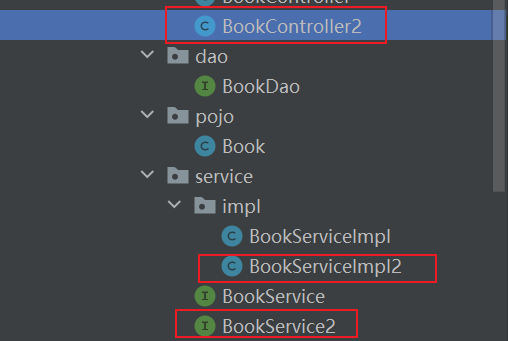 BookController
BookController2
dao
BookDao
pojo
Book
service
impl
BookServiceImpl
BookServiceImpl2
BookService
BookService2